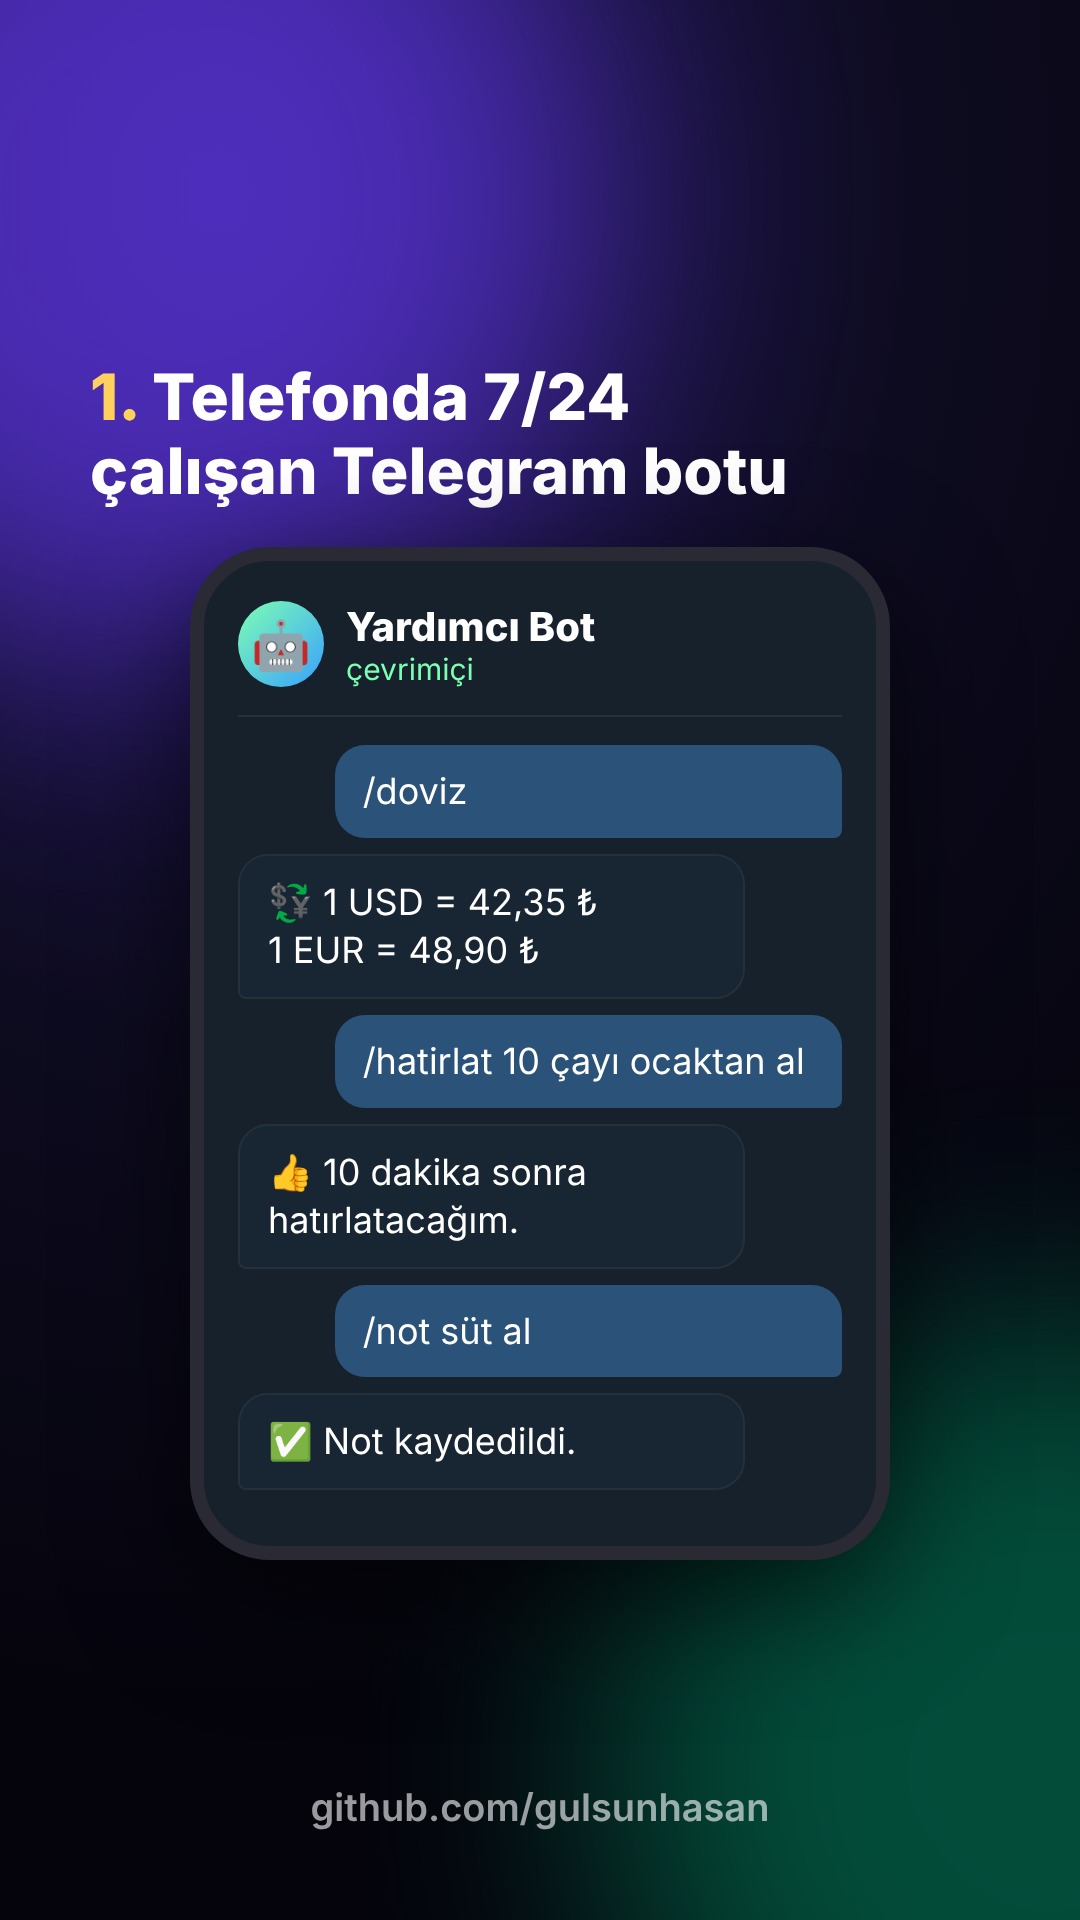 1. Telefonda 7/24
çalışan Telegram botu
Yardımcı Bot
çevrimiçi
/doviz
💱 1 USD = 42,35 ₺
1 EUR = 48,90 ₺
/hatirlat 10 çayı ocaktan al
👍 10 dakika sonra
hatırlatacağım.
/not süt al
✅ Not kaydedildi.
github.com/gulsunhasan